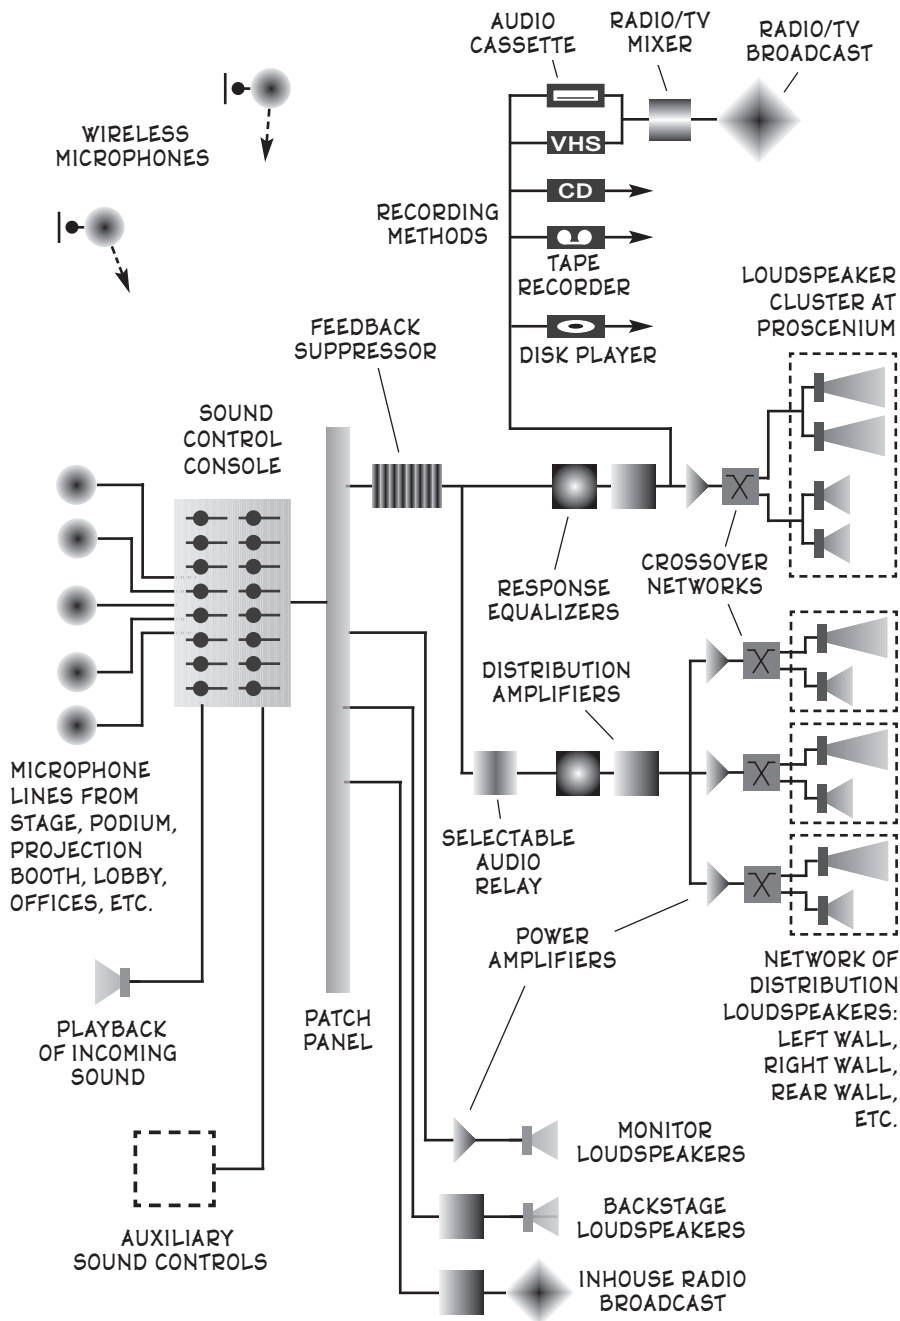 AUDIO
CASSETTE
RADIO/TV
MIXER
RADIO/TV
BROADCAST
WIRELESS
MICROPHONES
VHS
CD
RECORDING
METHODS
TAPE
RECORDER
DISK PLAYER
LOUDSPEAKER
CLUSTER AT
PROSCENIUM
FEEDBACK
SUPPRESSOR
SOUND
CONTROL
CONSOLE
RESPONSE
EQUALIZERS
CROSSOVER
NETWORKS
DISTRIBUTION
AMPLIFIERS
MICROPHONE
LINES FROM
STAGE, PODIUM,
PROJECTION
BOOTH, LOBBY,
OFFICES, ETC.
SELECTABLE
AUDIO
RELAY
POWER
AMPLIFIERS
NETWORK OF
DISTRIBUTION
LOUDSPEAKERS:
LEFT WALL,
RIGHT WALL,
REAR WALL,
ETC.
PLAYBACK
OF INCOMING
SOUND
PATCH
PANEL
MONITOR
LOUDSPEAKERS
BACKSTAGE
LOUDSPEAKERS
AUXILIARY
SOUND CONTROLS
INHOUSE RADIO
BROADCAST